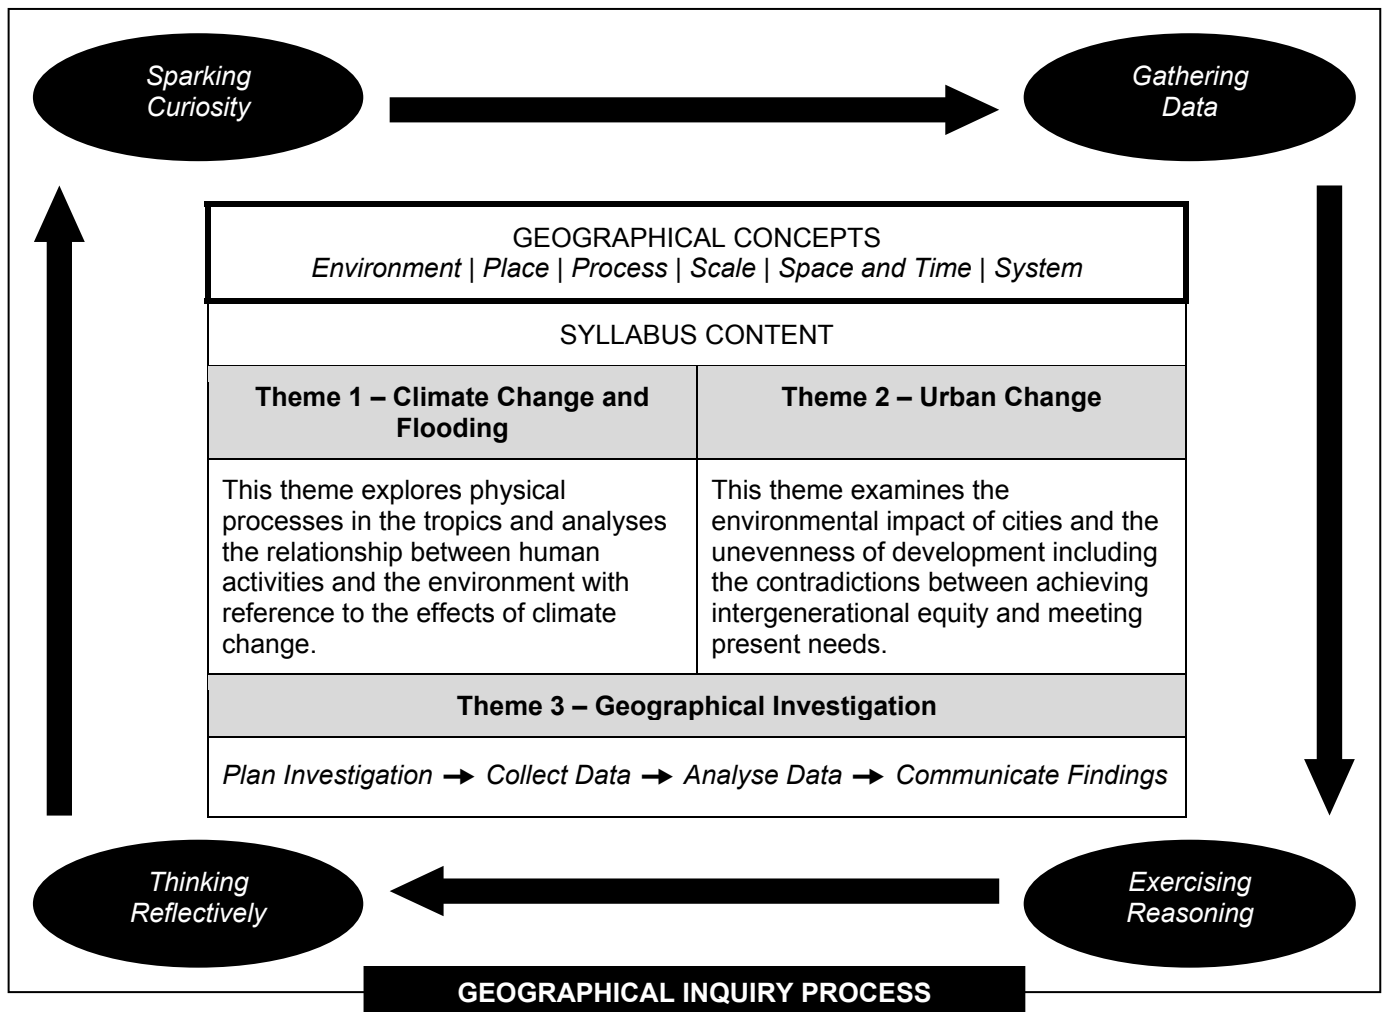 Sparking
Curiosity
Gathering
Data
GEOGRAPHICAL CONCEPTS
Environment | Place | Process | Scale | Space and Time | System
SYLLABUS CONTENT
Theme 1 – Climate Change and
Flooding
Theme 2 – Urban Change
This theme explores physical
processes in the tropics and analyses
the relationship between human
activities and the environment with
reference to the effects of climate
change.
This theme examines the
environmental impact of cities and the
unevenness of development including
the contradictions between achieving
intergenerational equity and meeting
present needs.
Theme 3 – Geographical Investigation
Plan Investigation → Collect Data → Analyse Data → Communicate Findings
Thinking
Reflectively
Exercising
Reasoning
GEOGRAPHICAL INQUIRY PROCESS